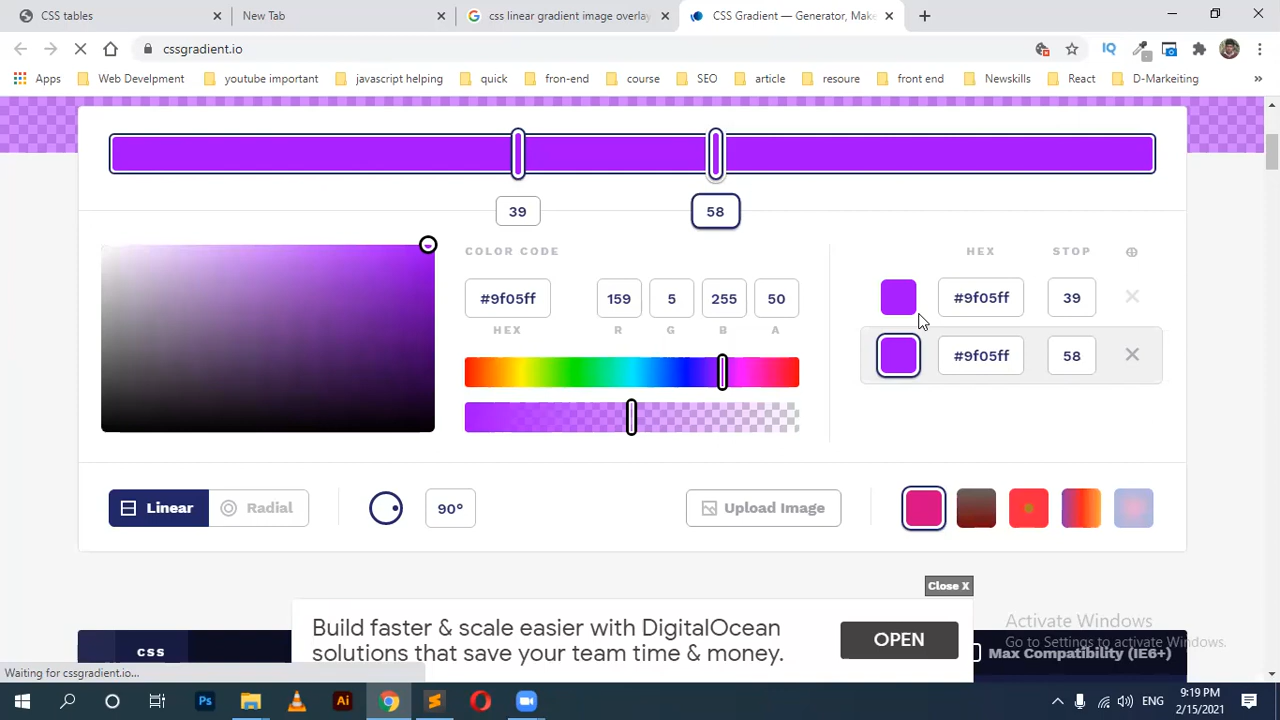 CSS tables
New Tab
css linear gradient image overlay
CSS Gradient — Generator, Make
cssgradient.io
IQ
Apps
Web Develpment
youtube important
javascript helping
quick
fron-end
course
SEO
article
resoure
front end
Newskills
React
D-Markeiting
39
58
COLOR CODE
HEX STOP
#9f05ff 159 5 255 50
HEX R G B A
#9f05ff 39
#9f05ff 58
Linear
Radial
90°
Upload Image
Close X
Build faster & scale easier with DigitalOcean
solutions that save your team time & money.
OPEN
Activate Windows
Go to Settings to activate Windows.
CSS
Max Compatibility (IE6+)
Waiting for cssgradient.io...
Ps
Ai
ENG
9:19 PM
2/15/2021